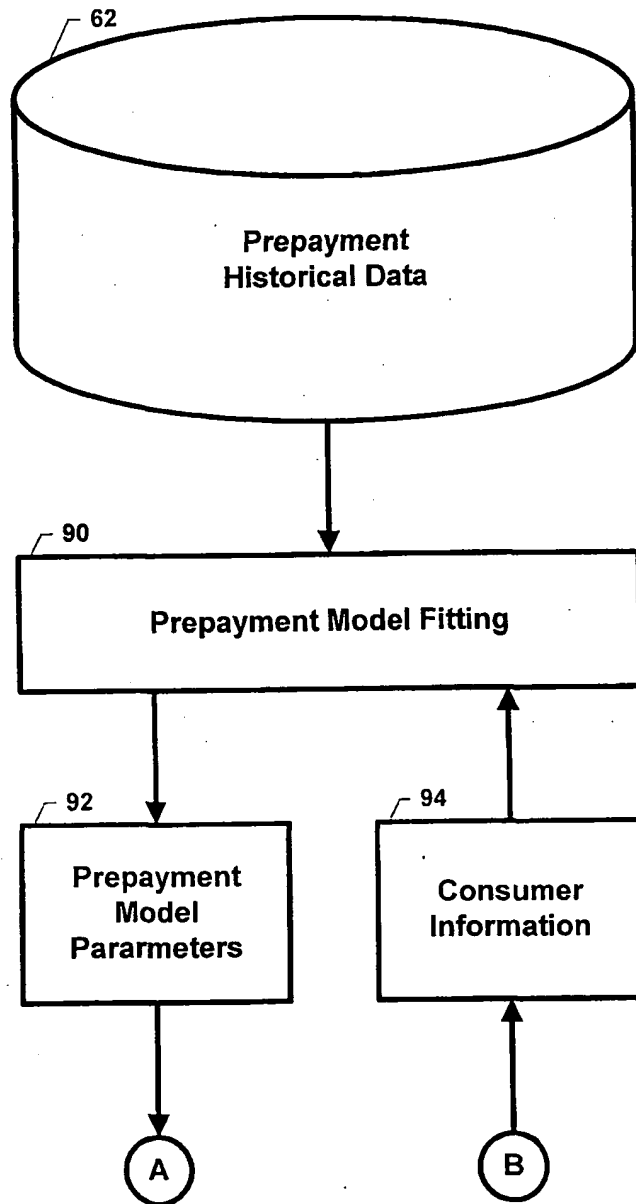 62
Prepayment
Historical Data
90
Prepayment Model Fitting
92
Prepayment
Model
Pararmeters
94
Consumer
Information
A
B